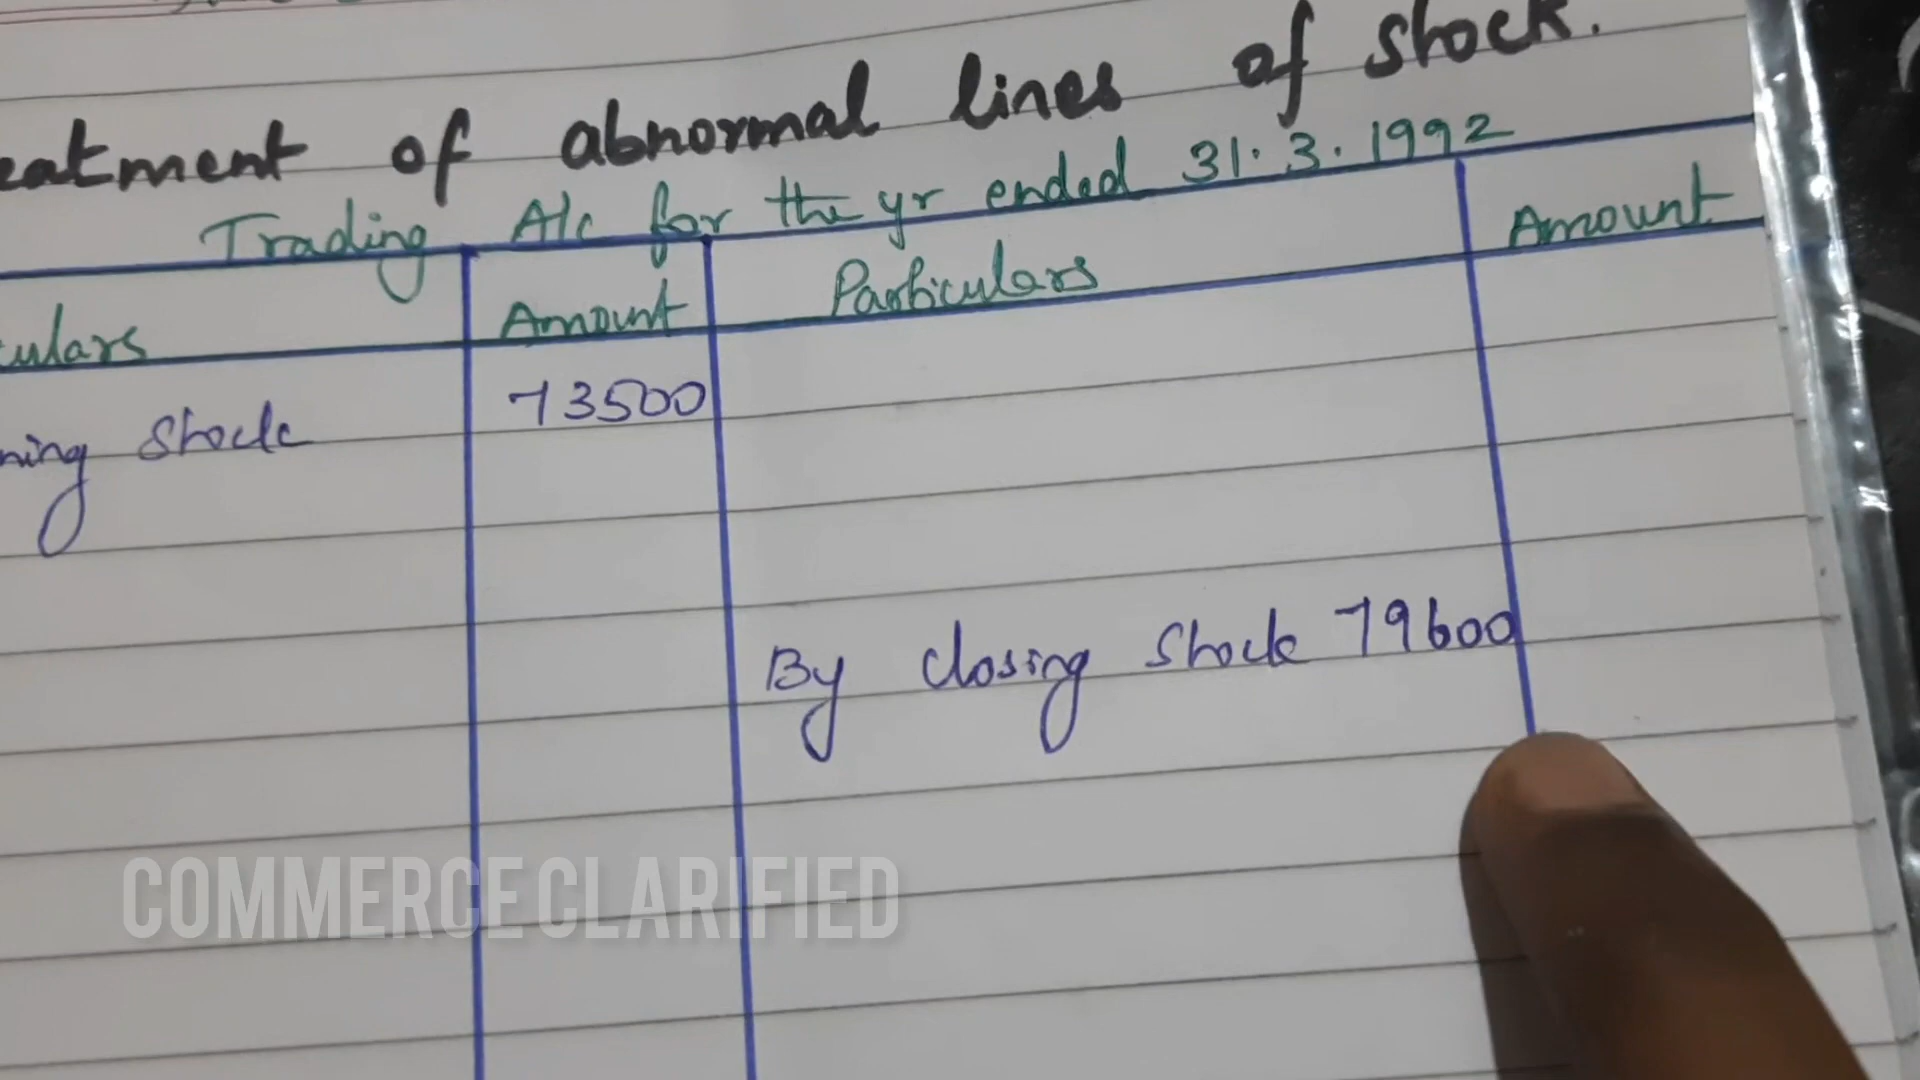 eatment of abnormal lines of stock.
Trading A/c for the yr ended 31.3.1992
culars Amount Particulars Amount
ning Stock 73500
By closing Stock 79600
COMMERCE CLARIFIED